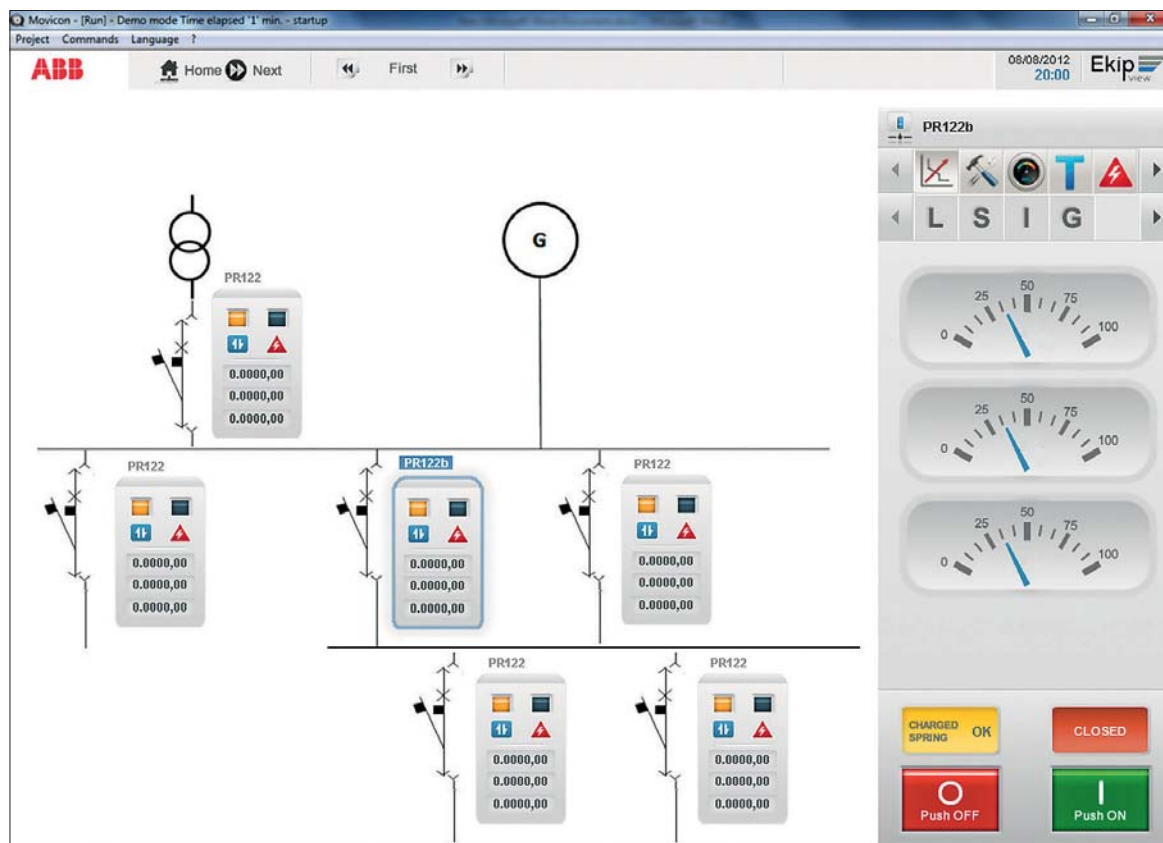 Movicon - [Run] - Demo mode Time elapsed '1' min. - startup
Project Commands Language ?
ABB
Home Next
First
08/08/2012
20:00
Ekip
view
PR122b
T
L S I G
G
0 25 50 75 100
0 25 50 75 100
0 25 50 75 100
PR122
0.0000,00
0.0000,00
0.0000,00
PR122
0.0000,00
0.0000,00
0.0000,00
PR122b
0.0000,00
0.0000,00
0.0000,00
PR122
0.0000,00
0.0000,00
0.0000,00
PR122
0.0000,00
0.0000,00
0.0000,00
PR122
0.0000,00
0.0000,00
0.0000,00
CHARGED
SPRING OK
CLOSED
O
Push OFF
I
Push ON